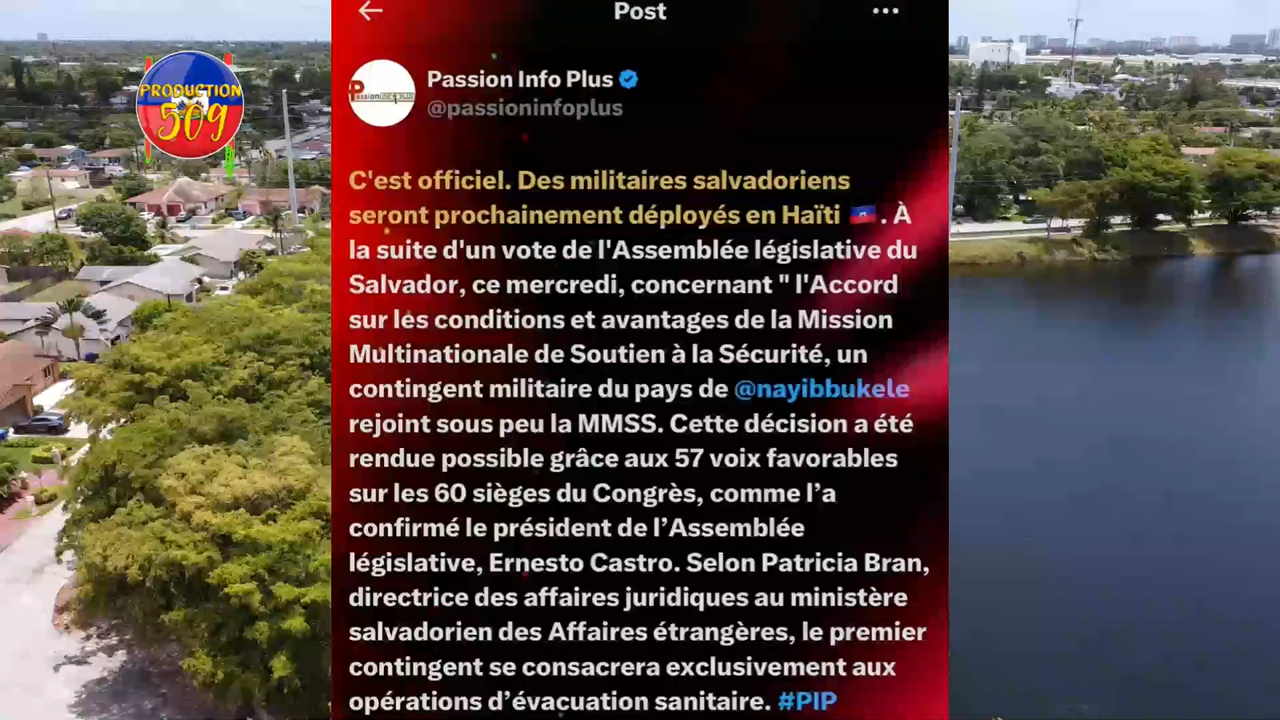 Post
PRODUCTION
509
Passion Info Plus
@passioninfoplus
C'est officiel. Des militaires salvadoriens
seront prochainement déployés en Haïti 🇭🇹. À
la suite d'un vote de l'Assemblée législative du
Salvador, ce mercredi, concernant " l'Accord
sur les conditions et avantages de la Mission
Multinationale de Soutien à la Sécurité, un
contingent militaire du pays de @nayibbukele
rejoint sous peu la MMSS. Cette décision a été
rendue possible grâce aux 57 voix favorables
sur les 60 sièges du Congrès, comme l’a
confirmé le président de l’Assemblée
législative, Ernesto Castro. Selon Patricia Bran,
directrice des affaires juridiques au ministère
salvadorien des Affaires étrangères, le premier
contingent se consacrera exclusivement aux
opérations d’évacuation sanitaire. #PIP